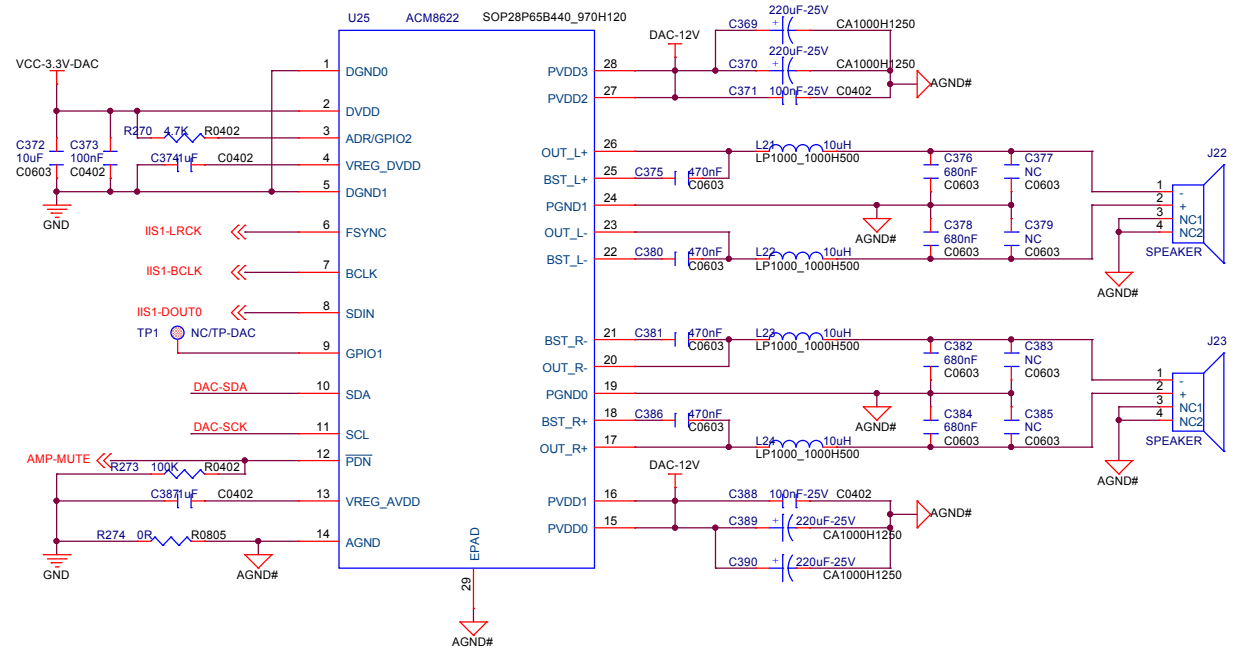 U25 ACM8622 SOP28P65B440_970H120
VCC-3.3V-DAC
1 DGND0
2 DVDD
3 ADR/GPIO2
4 VREG_DVDD
5 DGND1
6 FSYNC
7 BCLK
8 SDIN
9 GPIO1
10 SDA
11 SCL
12 PDN
13 VREG_AVDD
14 AGND
EPAD
29
AGND#
R270 4.7K R0402
C372
10uF
C0603
C373
100nF
C0402
C374 1uF C0402
GND
IIS1-LRCK
IIS1-BCLK
IIS1-DOUT0
TP1 NC/TP-DAC
DAC-SDA
DAC-SCK
AMP-MUTE
R273 100K R0402
C387 1uF C0402
R274 0R R0805
GND
AGND#
PVDD3 28
PVDD2 27
OUT_L+ 26
BST_L+ 25
PGND1 24
OUT_L- 23
BST_L- 22
BST_R- 21
OUT_R- 20
PGND0 19
BST_R+ 18
OUT_R+ 17
PVDD1 16
PVDD0 15
DAC-12V
C369 + 220uF-25V
CA1000H1250
C370 + 220uF-25V
CA1000H1250
C371 100nF-25V C0402
AGND#
L21 10uH
LP1000_1000H500
C375 470nF
C0603
C376
680nF
C0603
C377
NC
C0603
AGND#
C378
680nF
C0603
C379
NC
C0603
C380 470nF
C0603
L22 10uH
LP1000_1000H500
J22
1 -
2 +
3 NC1
4 NC2
SPEAKER
AGND#
C381 470nF
C0603
L23 10uH
LP1000_1000H500
C382
680nF
C0603
C383
NC
C0603
AGND#
C384
680nF
C0603
C385
NC
C0603
C386 470nF
C0603
L24 10uH
LP1000_1000H500
J23
1 -
2 +
3 NC1
4 NC2
SPEAKER
AGND#
DAC-12V
C388 100nF-25V C0402
C389 + 220uF-25V
CA1000H1250
C390 + 220uF-25V
CA1000H1250
AGND#